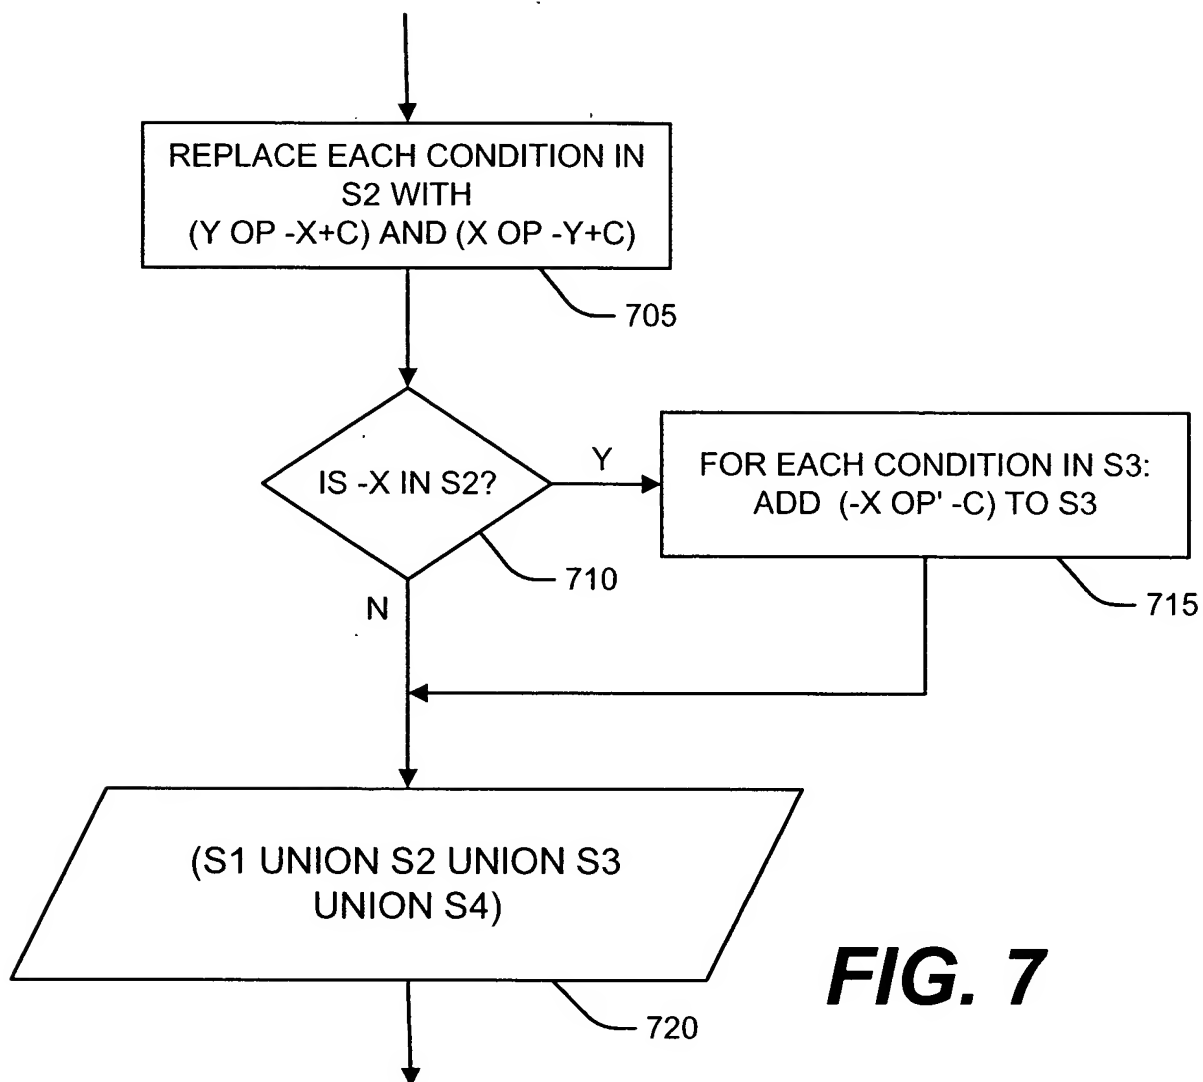 REPLACE EACH CONDITION IN
S2 WITH
(Y OP -X+C) AND (X OP -Y+C)
705
IS -X IN S2?
Y
FOR EACH CONDITION IN S3:
ADD (-X OP' -C) TO S3
710
715
N
(S1 UNION S2 UNION S3
UNION S4)
720
FIG. 7